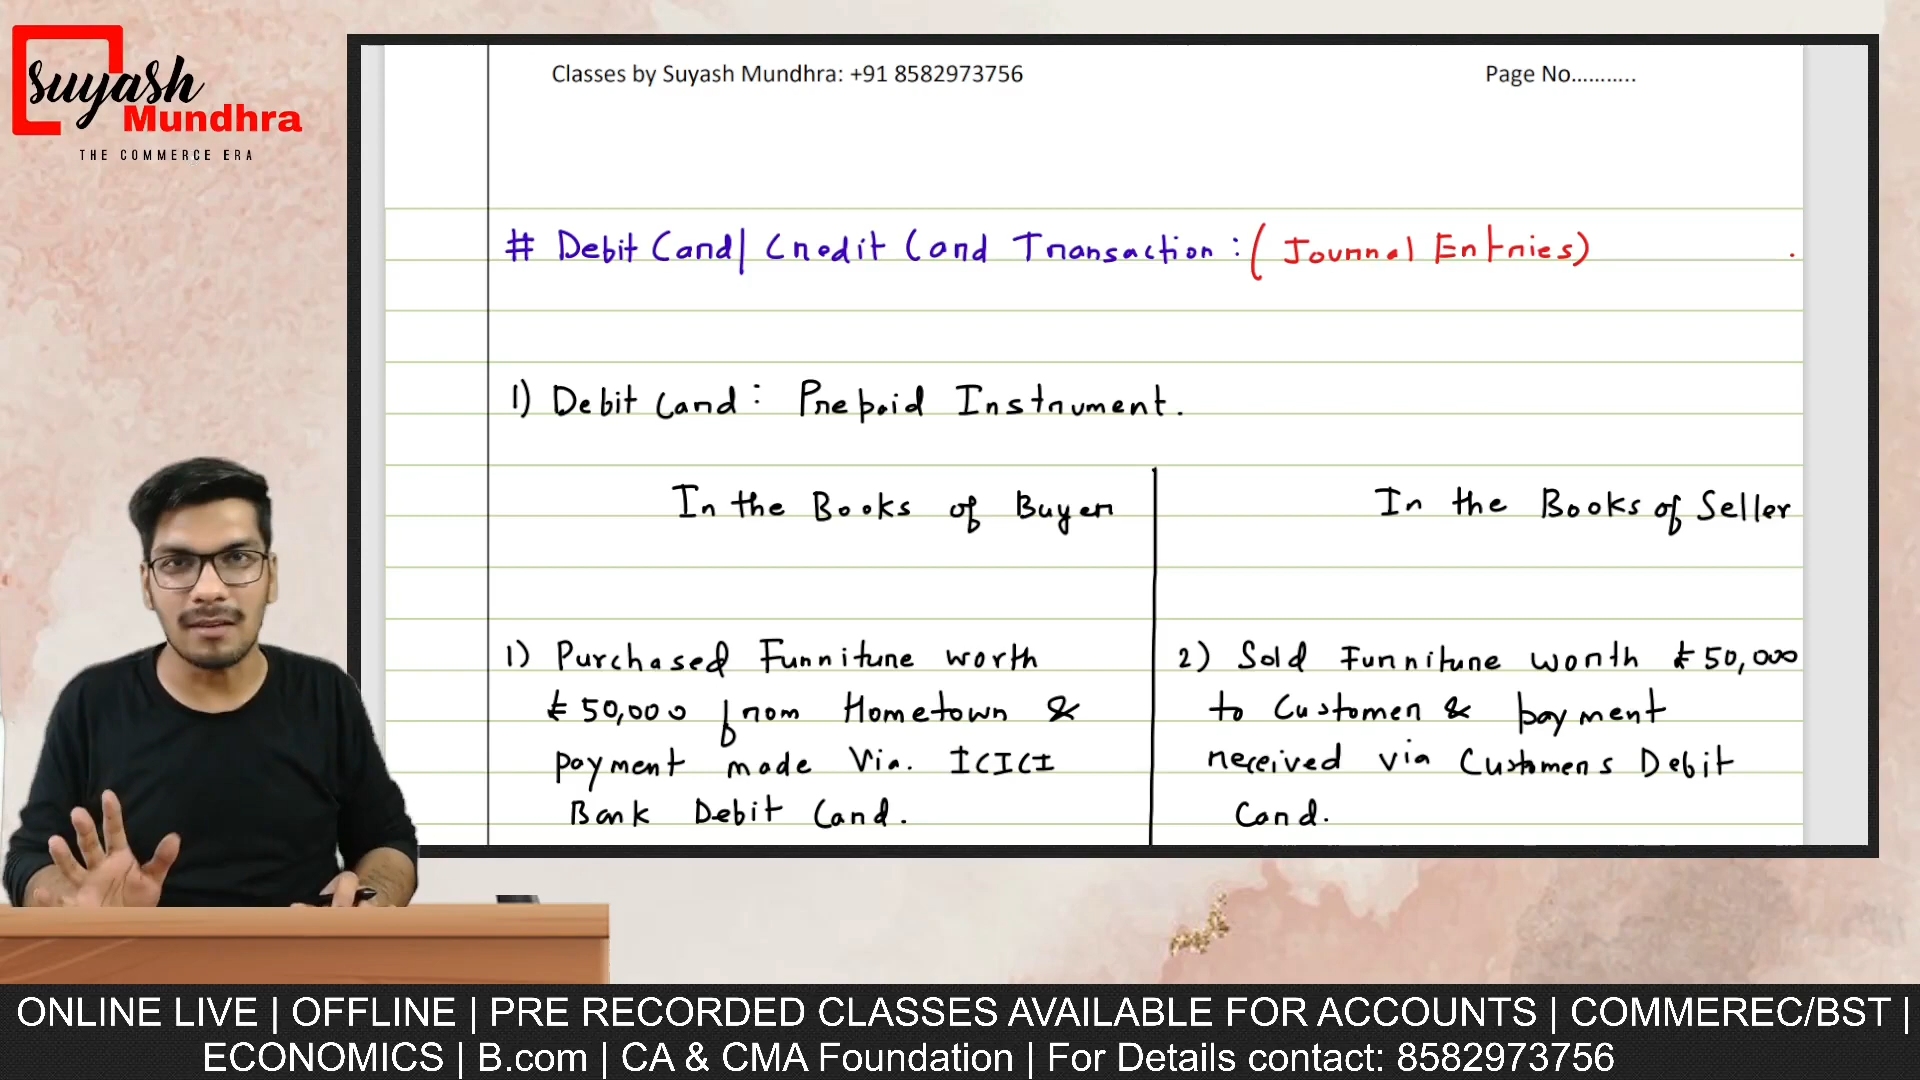 suyash
Mundhra
THE COMMERCE ERA
Classes by Suyash Mundhra: +91 8582973756 Page No...........
# Debit Card/ Credit Card Transaction : ( Journal Entries)
1) Debit Card : Prepaid Instrument.
In the Books of Buyer
In the Books of Seller
1) Purchased Furniture worth
₹ 50,000 from Hometown &
payment made Via. ICICI
Bank Debit Card.
2) Sold Furniture worth ₹ 50,000
to Customer & payment
received via Customers Debit
Card.
ONLINE LIVE | OFFLINE | PRE RECORDED CLASSES AVAILABLE FOR ACCOUNTS | COMMEREC/BST |
ECONOMICS | B.com | CA & CMA Foundation | For Details contact: 8582973756